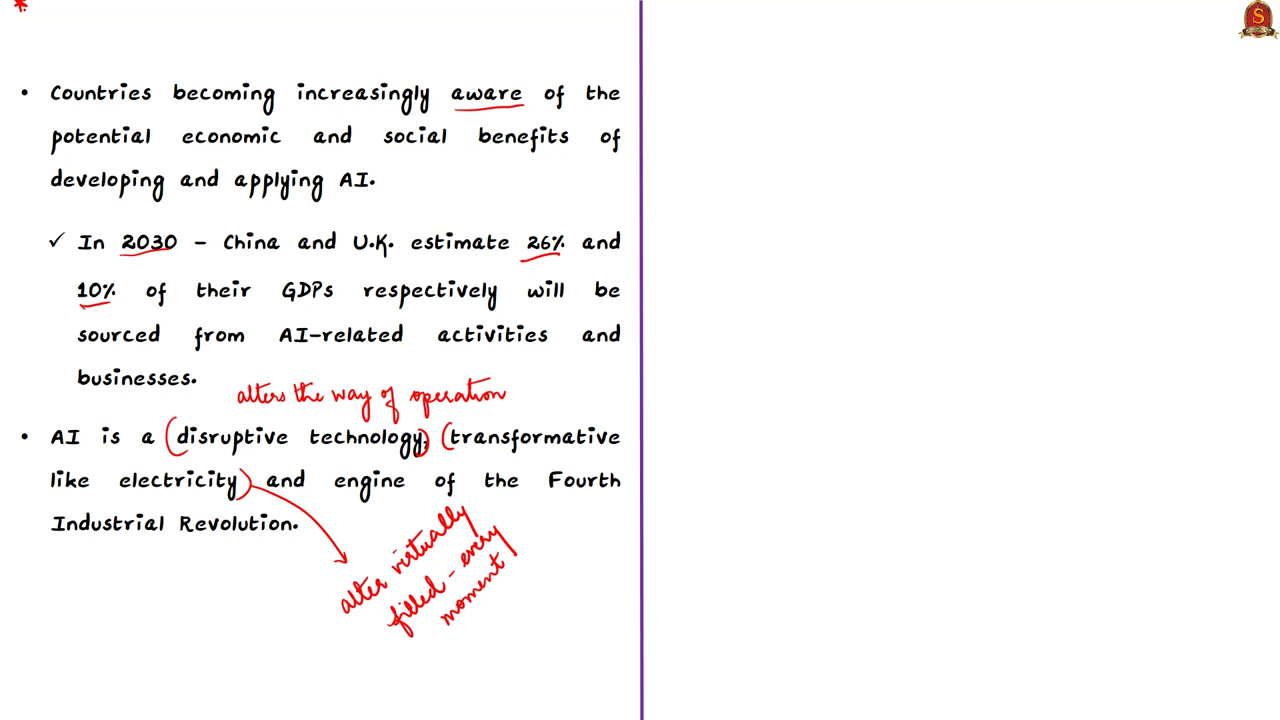 *
• Countries becoming increasingly aware of the
potential economic and social benefits of
developing and applying AI.
✓ In 2030 - China and U.K. estimate 26% and
10% of their GDPs respectively will be
sourced from AI-related activities and
businesses.
alters the way of operation
• AI is a (disruptive technology,) (transformative
like electricity) and engine of the Fourth
Industrial Revolution.
alter virtually
filled - every
moment
S